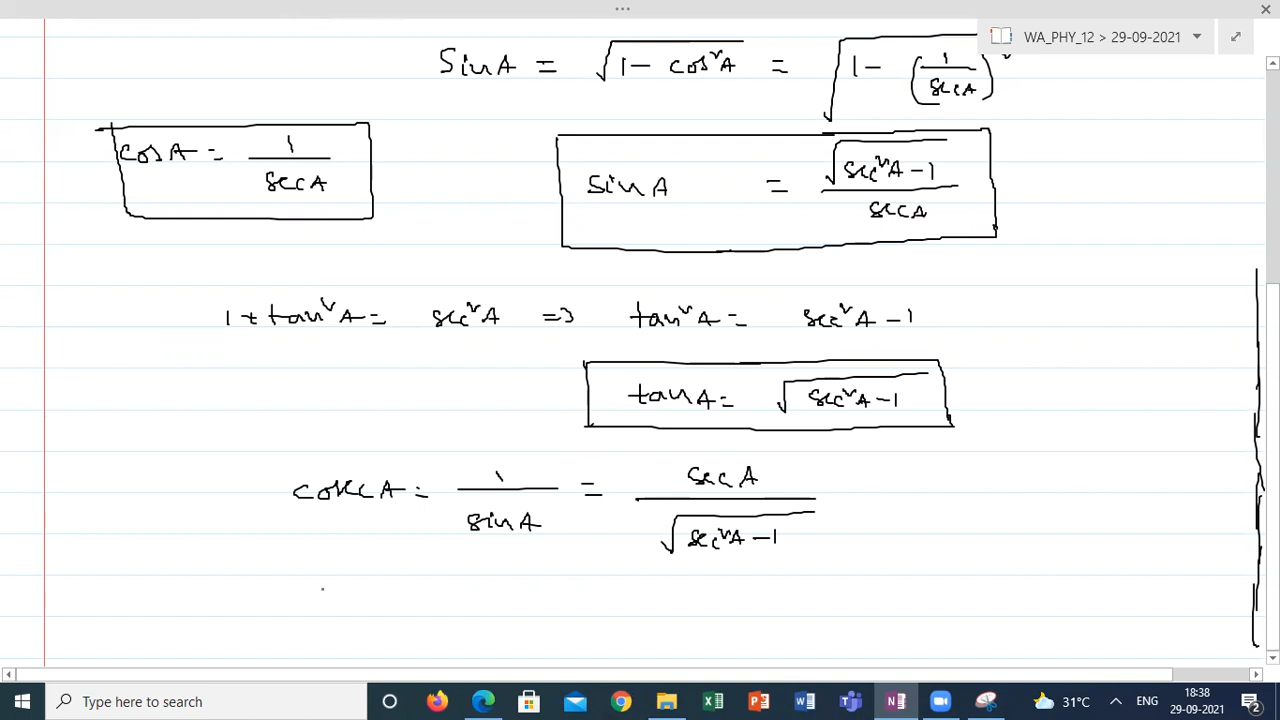 WA_PHY_12 > 29-09-2021
SinA = √(1 - cos²A) = √(1 - (1/secA)²)
cosA = 1/secA
sinA = √(sec²A - 1)/secA
1 + tan²A = sec²A ⇒ tan²A = sec²A - 1
tanA = √(sec²A - 1)
cosecA = 1/sinA = secA/√(sec²A - 1)
Type here to search
31°C
ENG
18:38
29-09-2021
2